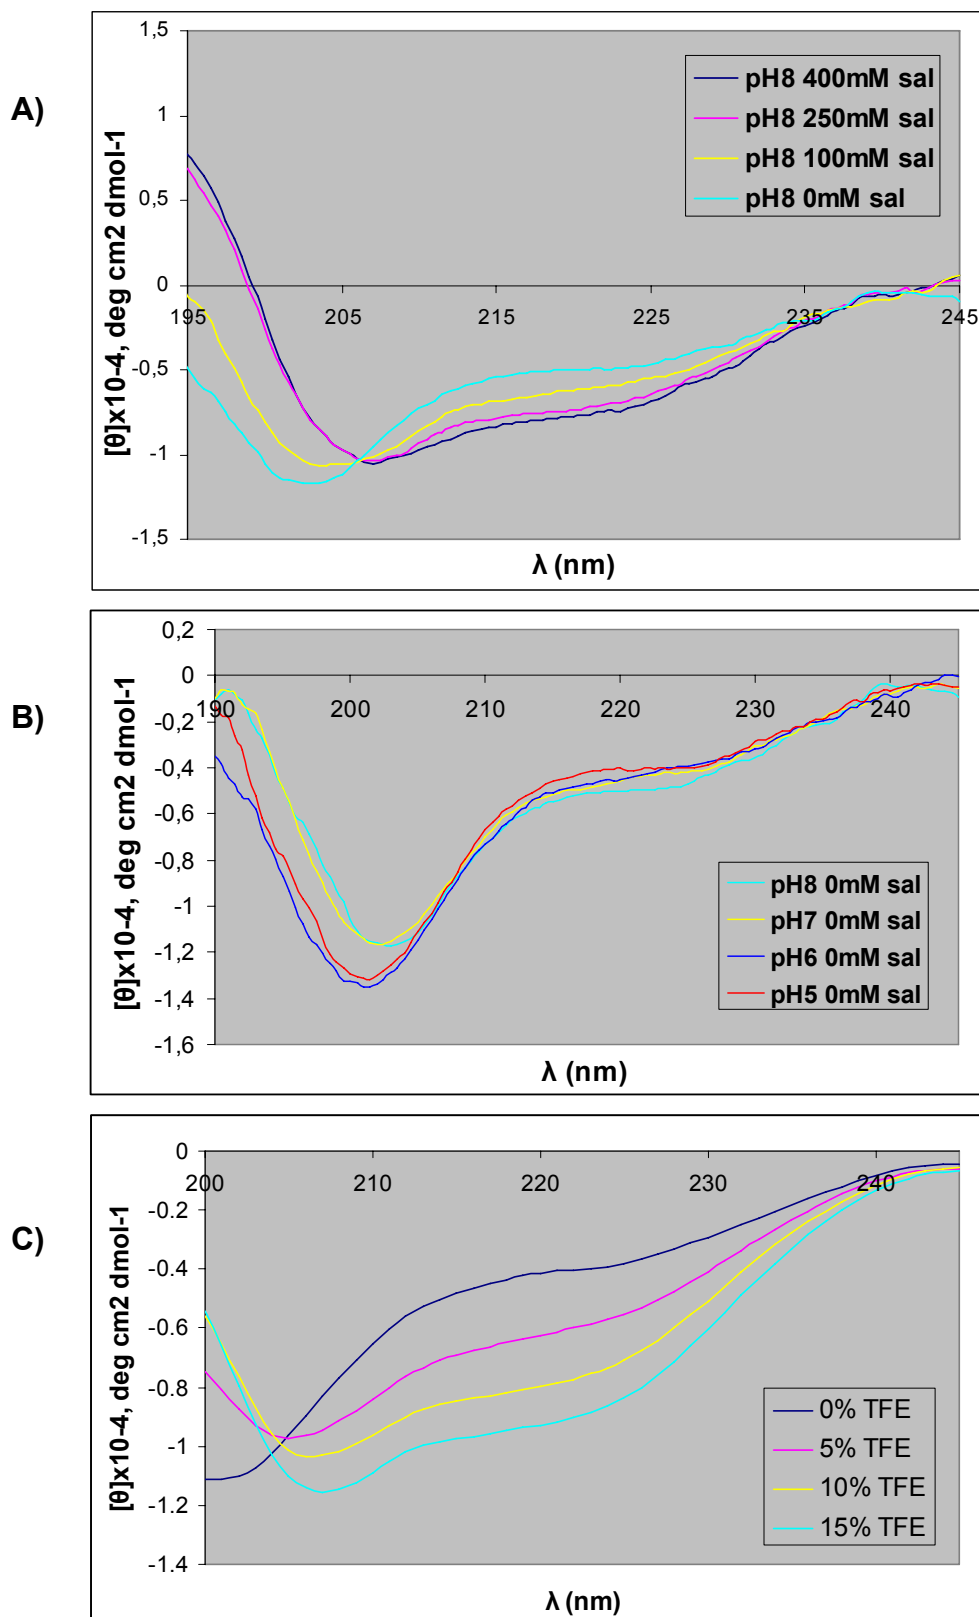 A)
[θ]x10-4, deg cm2 dmol-1
1,5
1
0,5
0
-0,5
-1
-1,5
195 205 215 225 235 245
pH8 400mM sal
pH8 250mM sal
pH8 100mM sal
pH8 0mM sal
λ (nm)
B)
[θ]x10-4, deg cm2 dmol-1
0,2
0
-0,2
-0,4
-0,6
-0,8
-1
-1,2
-1,4
-1,6
190 200 210 220 230 240
pH8 0mM sal
pH7 0mM sal
pH6 0mM sal
pH5 0mM sal
λ (nm)
C)
[θ]x10-4, deg cm2 dmol-1
0
-0.2
-0.4
-0.6
-0.8
-1
-1.2
-1.4
200 210 220 230 240
0% TFE
5% TFE
10% TFE
15% TFE
λ (nm)